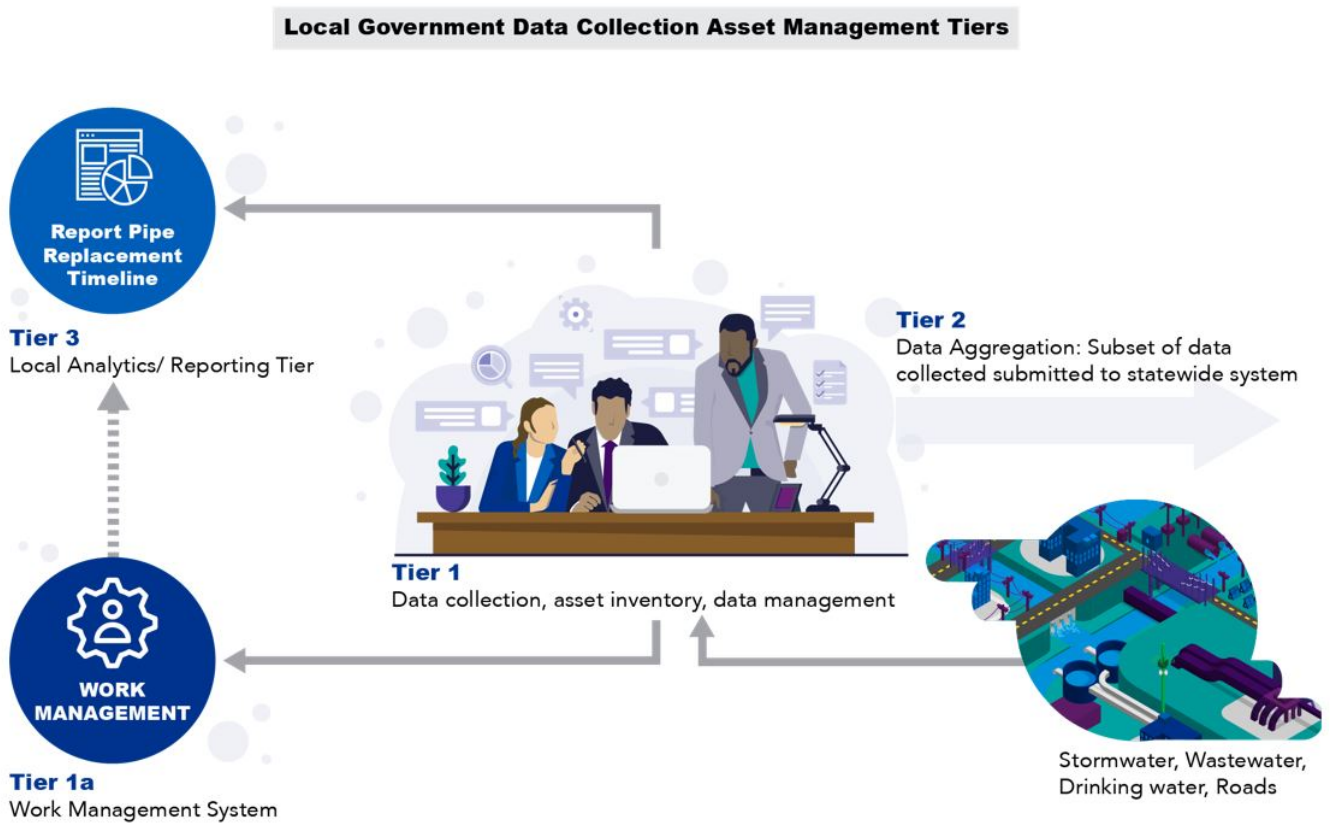 Local Government Data Collection Asset Management Tiers
Report Pipe
Replacement
Timeline
Tier 3
Local Analytics/ Reporting Tier
Tier 2
Data Aggregation: Subset of data
collected submitted to statewide system
Tier 1
Data collection, asset inventory, data management
WORK
MANAGEMENT
Tier 1a
Work Management System
Stormwater, Wastewater,
Drinking water, Roads